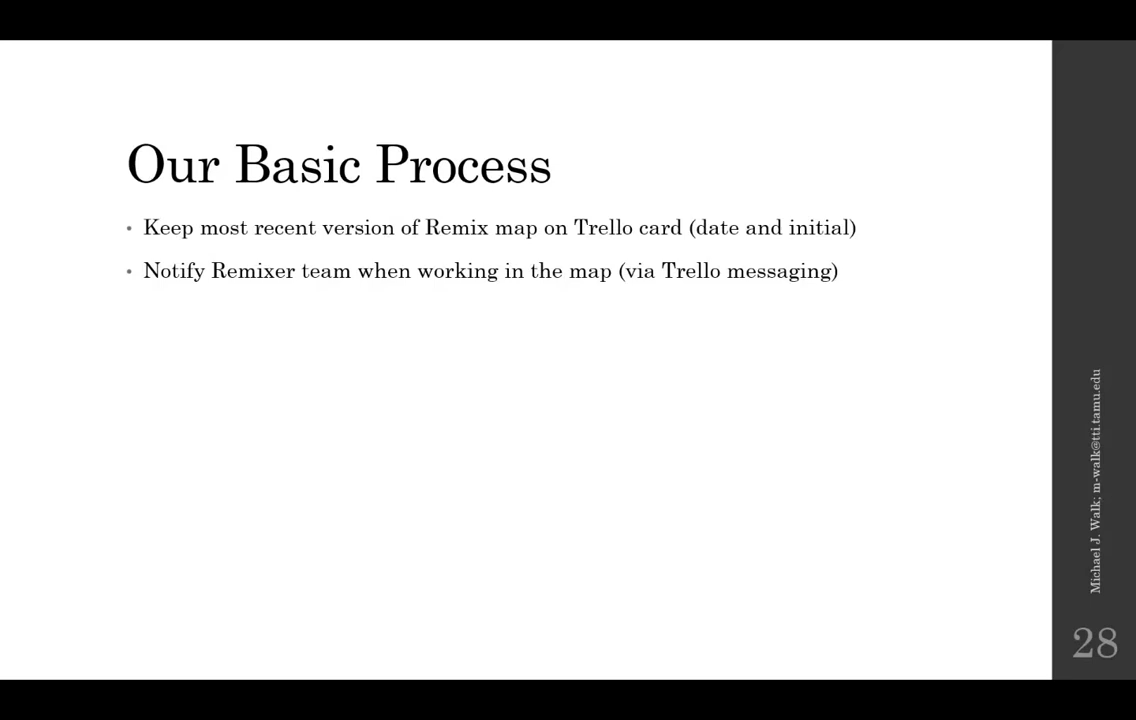 Our Basic Process
• Keep most recent version of Remix map on Trello card (date and initial)
• Notify Remixer team when working in the map (via Trello messaging)
Michael J. Walk; m-walk@tti.tamu.edu
28